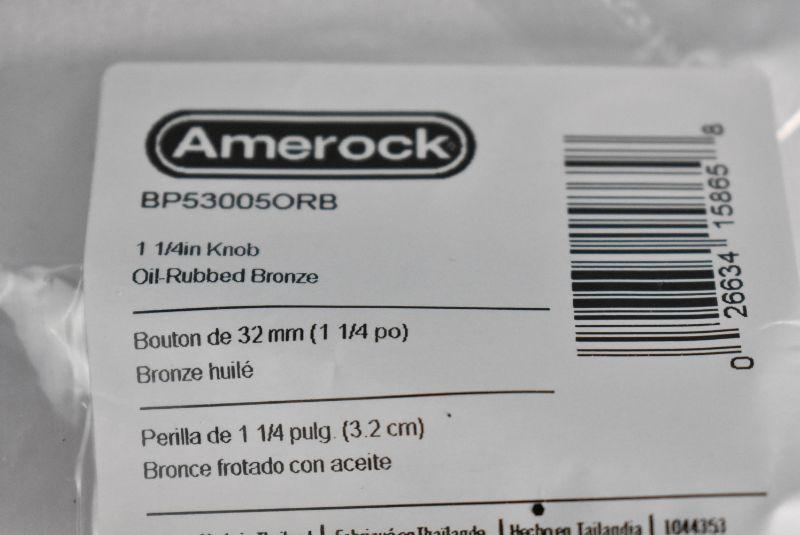 Amerock
BP53005ORB
1 1/4in Knob
Oil-Rubbed Bronze
Bouton de 32 mm (1 1/4 po)
Bronze huilé
Perilla de 1 1/4 pulg. (3.2 cm)
Bronce frotado con aceite
Fabriqué en Thaïlande | Hecho en Tailandia | 1044353
0 26634 15865 8